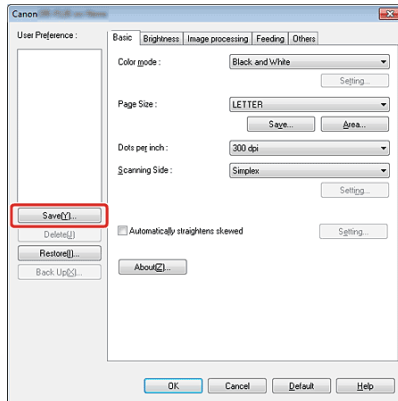 Canon
User Preference :
Save(Y)...
Delete(J)
Restore(I)...
Back Up(K)...
Basic Brightness Image processing Feeding Others
Color mode : Black and White
Setting...
Page Size : LETTER
Save... Area...
Dots per inch : 300 dpi
Scanning Side : Simplex
Setting...
Automatically straightens skewed Setting...
About(Z)...
OK Cancel Default Help